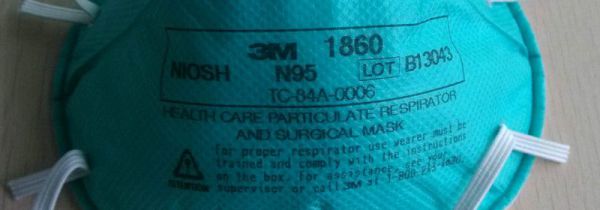 3M 1860
NIOSH N95 LOT B13043
TC-84A-0006
HEALTH CARE PARTICULATE RESPIRATOR
AND SURGICAL MASK
for proper respirator use wearer must be
trained and comply with the instructions
on the box. for assistance, see your
ATTENTION supervisor or call 3M at 1-800-243-4630.